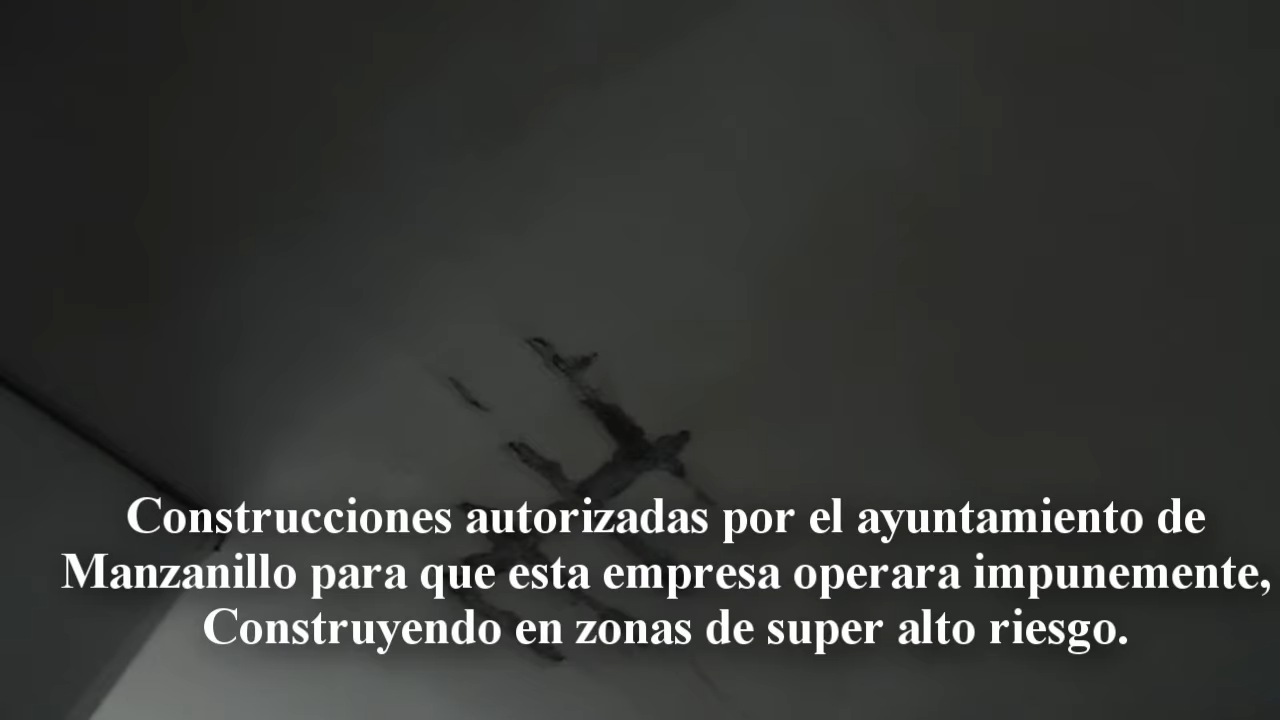 Construcciones autorizadas por el ayuntamiento de
Manzanillo para que esta empresa operara impunemente,
Construyendo en zonas de super alto riesgo.